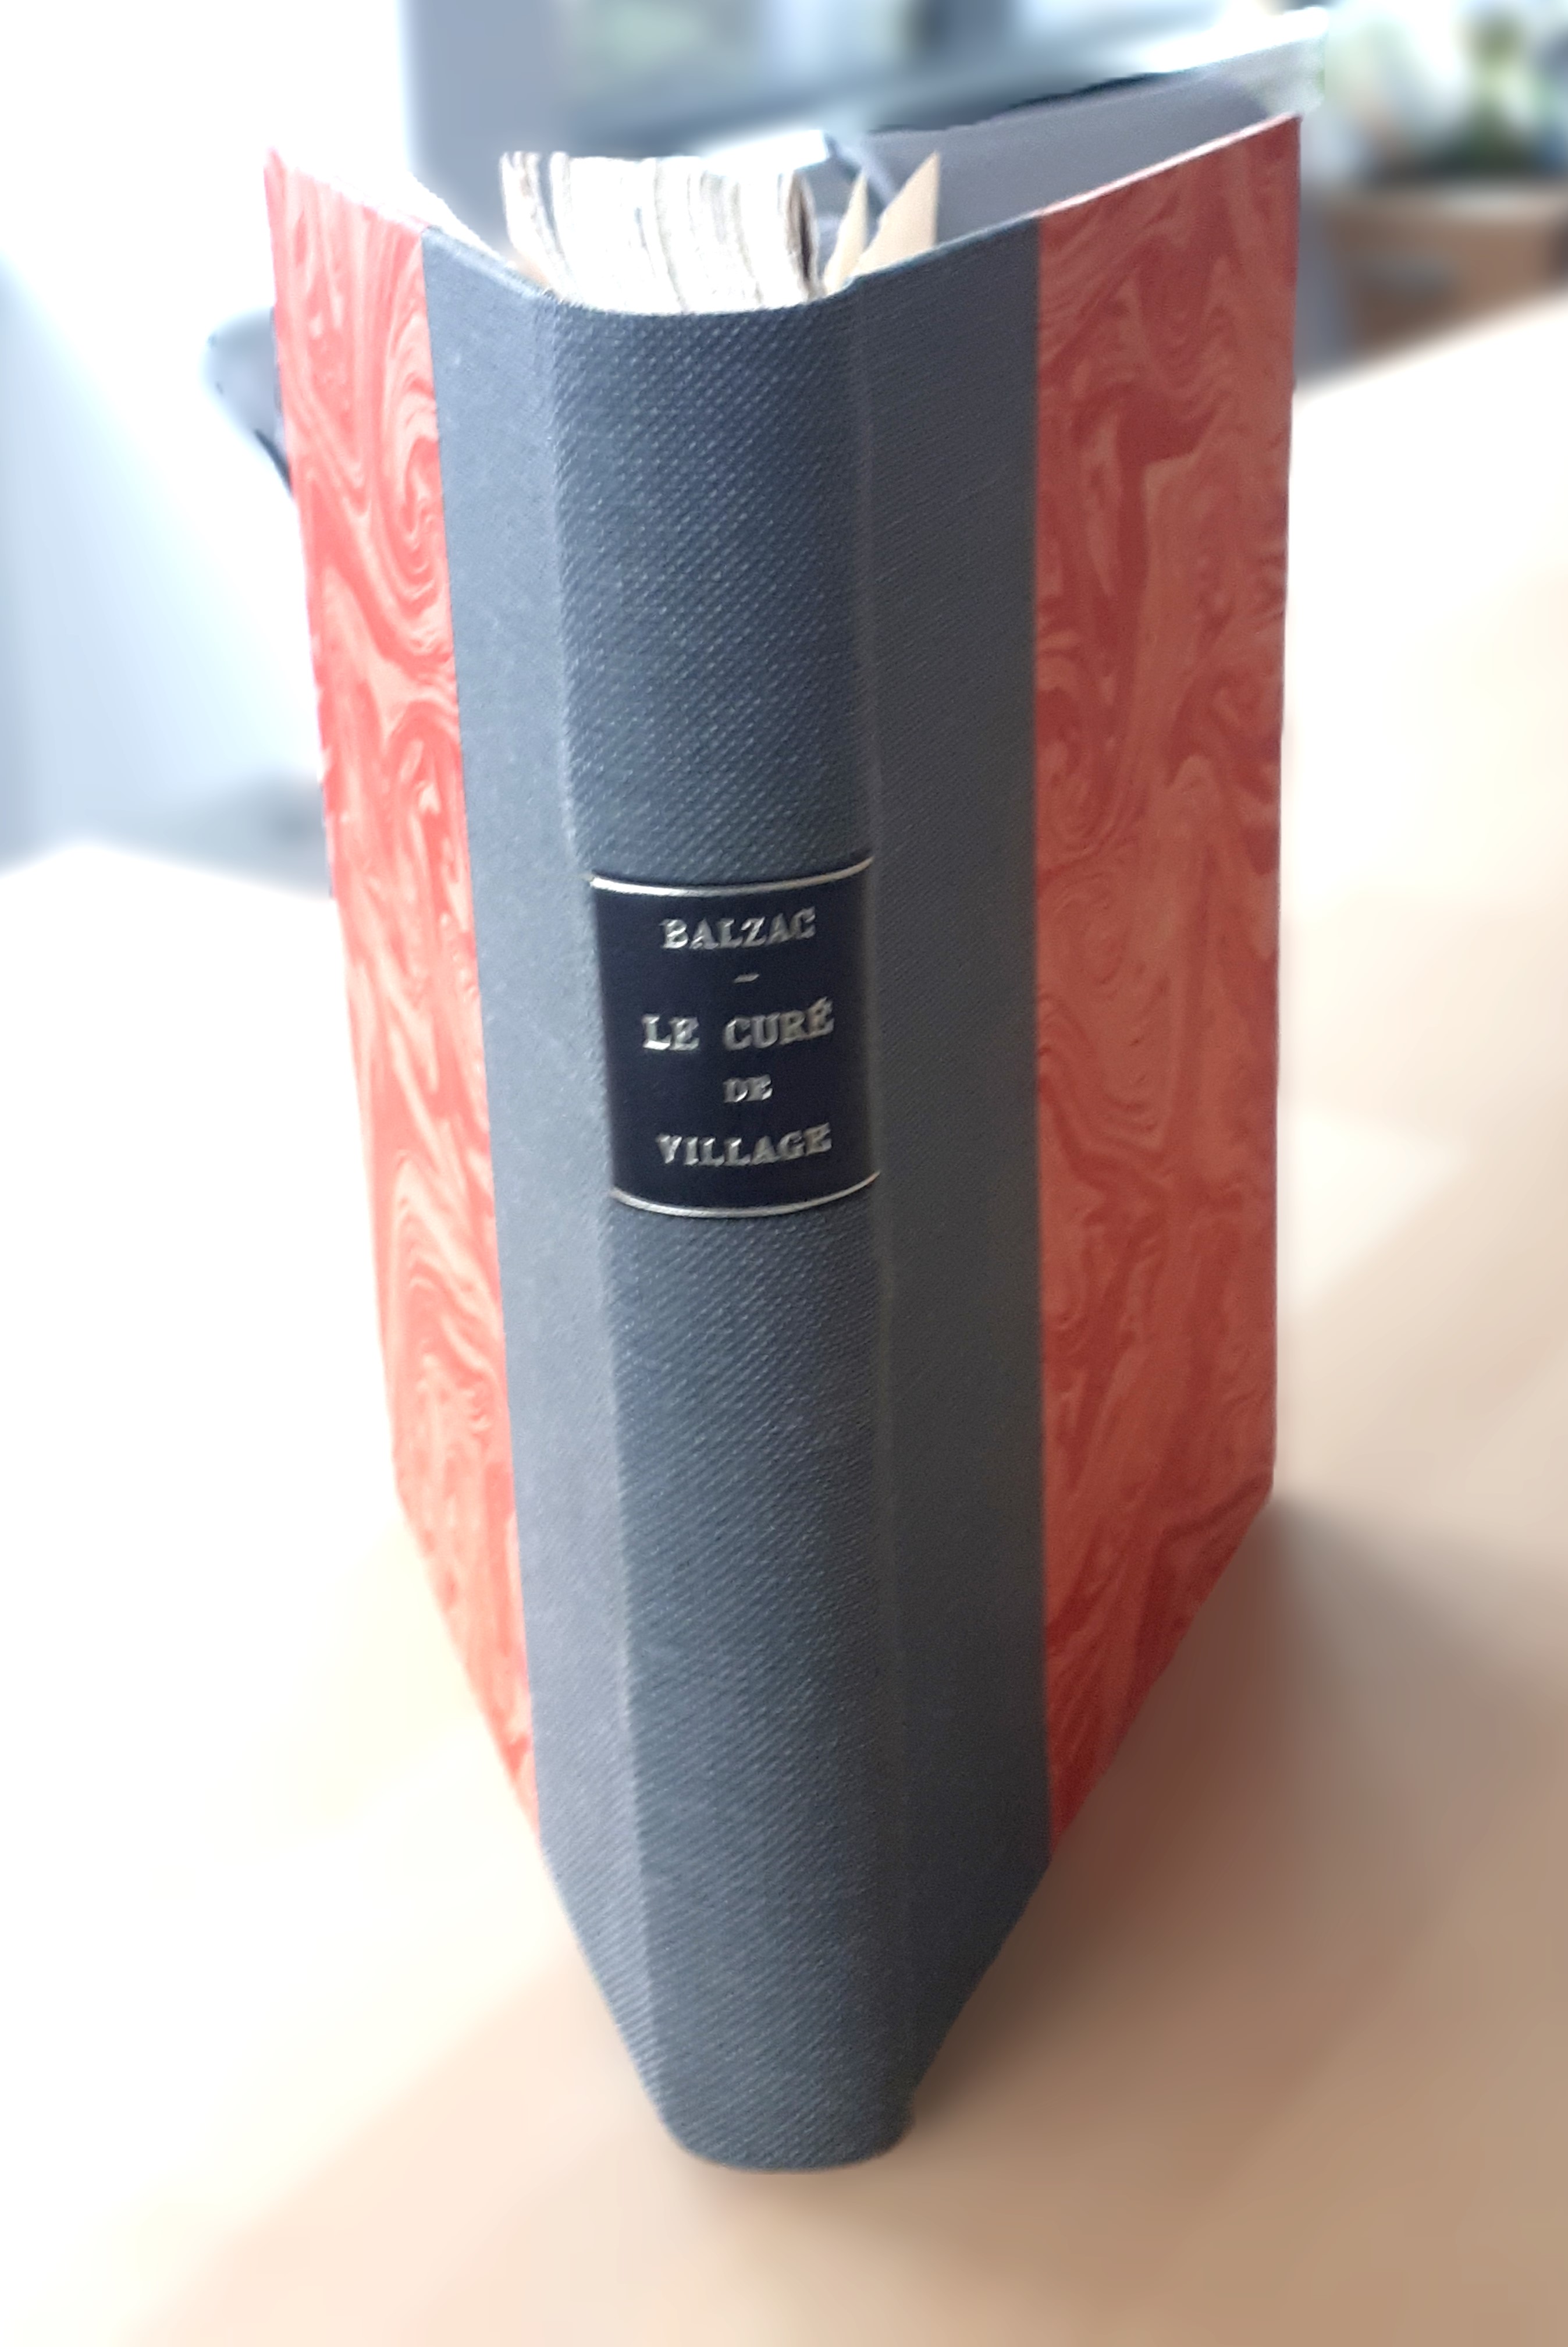 BALZAC
–
LE CURÉ
DE
VILLAGE